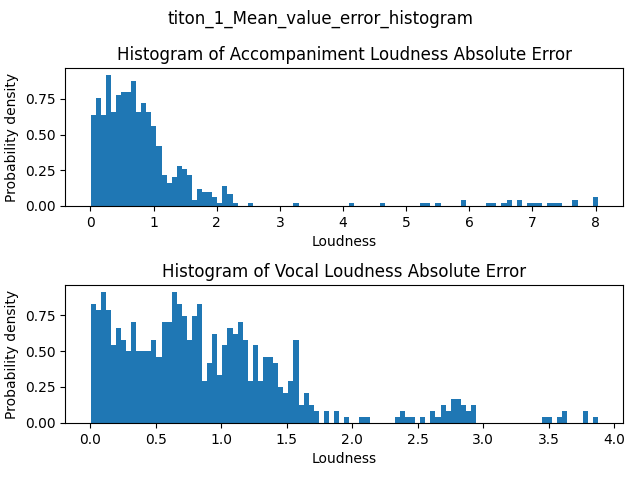 titon_1_Mean_value_error_histogram
Histogram of Accompaniment Loudness Absolute Error
Probability density
0.75
0.50
0.25
0.00
0 1 2 3 4 5 6 7 8
Loudness
Histogram of Vocal Loudness Absolute Error
Probability density
0.75
0.50
0.25
0.00
0.0 0.5 1.0 1.5 2.0 2.5 3.0 3.5 4.0
Loudness